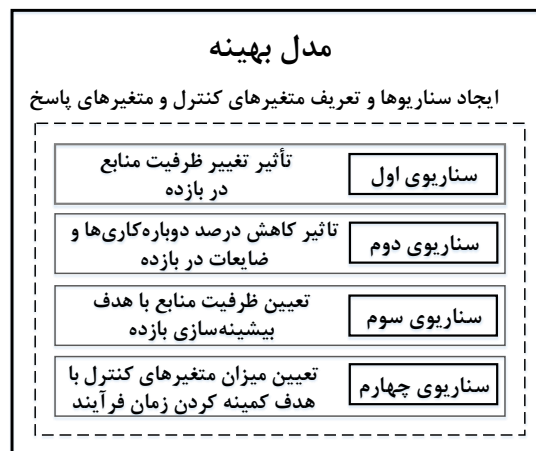 مدل بهینه
ایجاد سناریوها و تعریف متغیرهای کنترل و متغیرهای پاسخ
سناریوی اول
تأثیر تغییر ظرفیت منابع
در بازده
سناریوی دوم
تاثیر کاهش درصد دوباره‌کاری‌ها و
ضایعات در بازده
سناریوی سوم
تعیین ظرفیت منابع با هدف
بیشینه‌سازی بازده
سناریوی چهارم
تعیین میزان متغیرهای کنترل با
هدف کمینه کردن زمان فرآیند